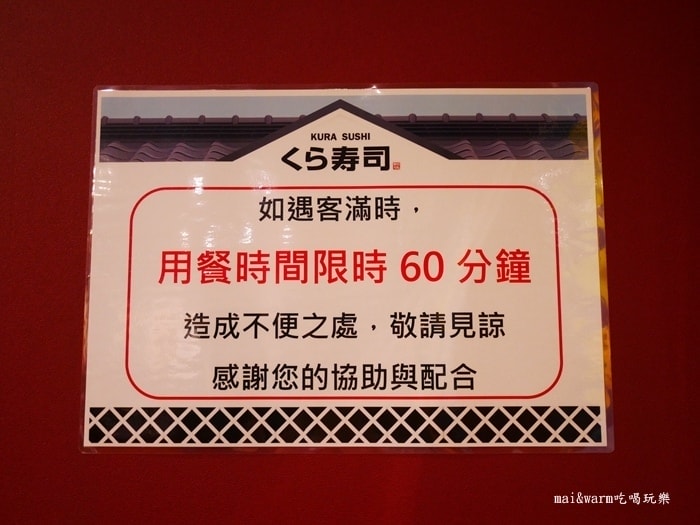 KURA SUSHI
くら寿司
如遇客滿時，
用餐時間限時 60 分鐘
造成不便之處，敬請見諒
感謝您的協助與配合
mai&warm吃喝玩樂